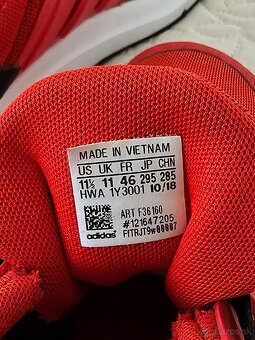 MADE IN VIETNAM
US UK FR JP CHN
11½ 11 46 295 285
HWA 1Y3001 10/18
ART F36160
#121647205
adidas